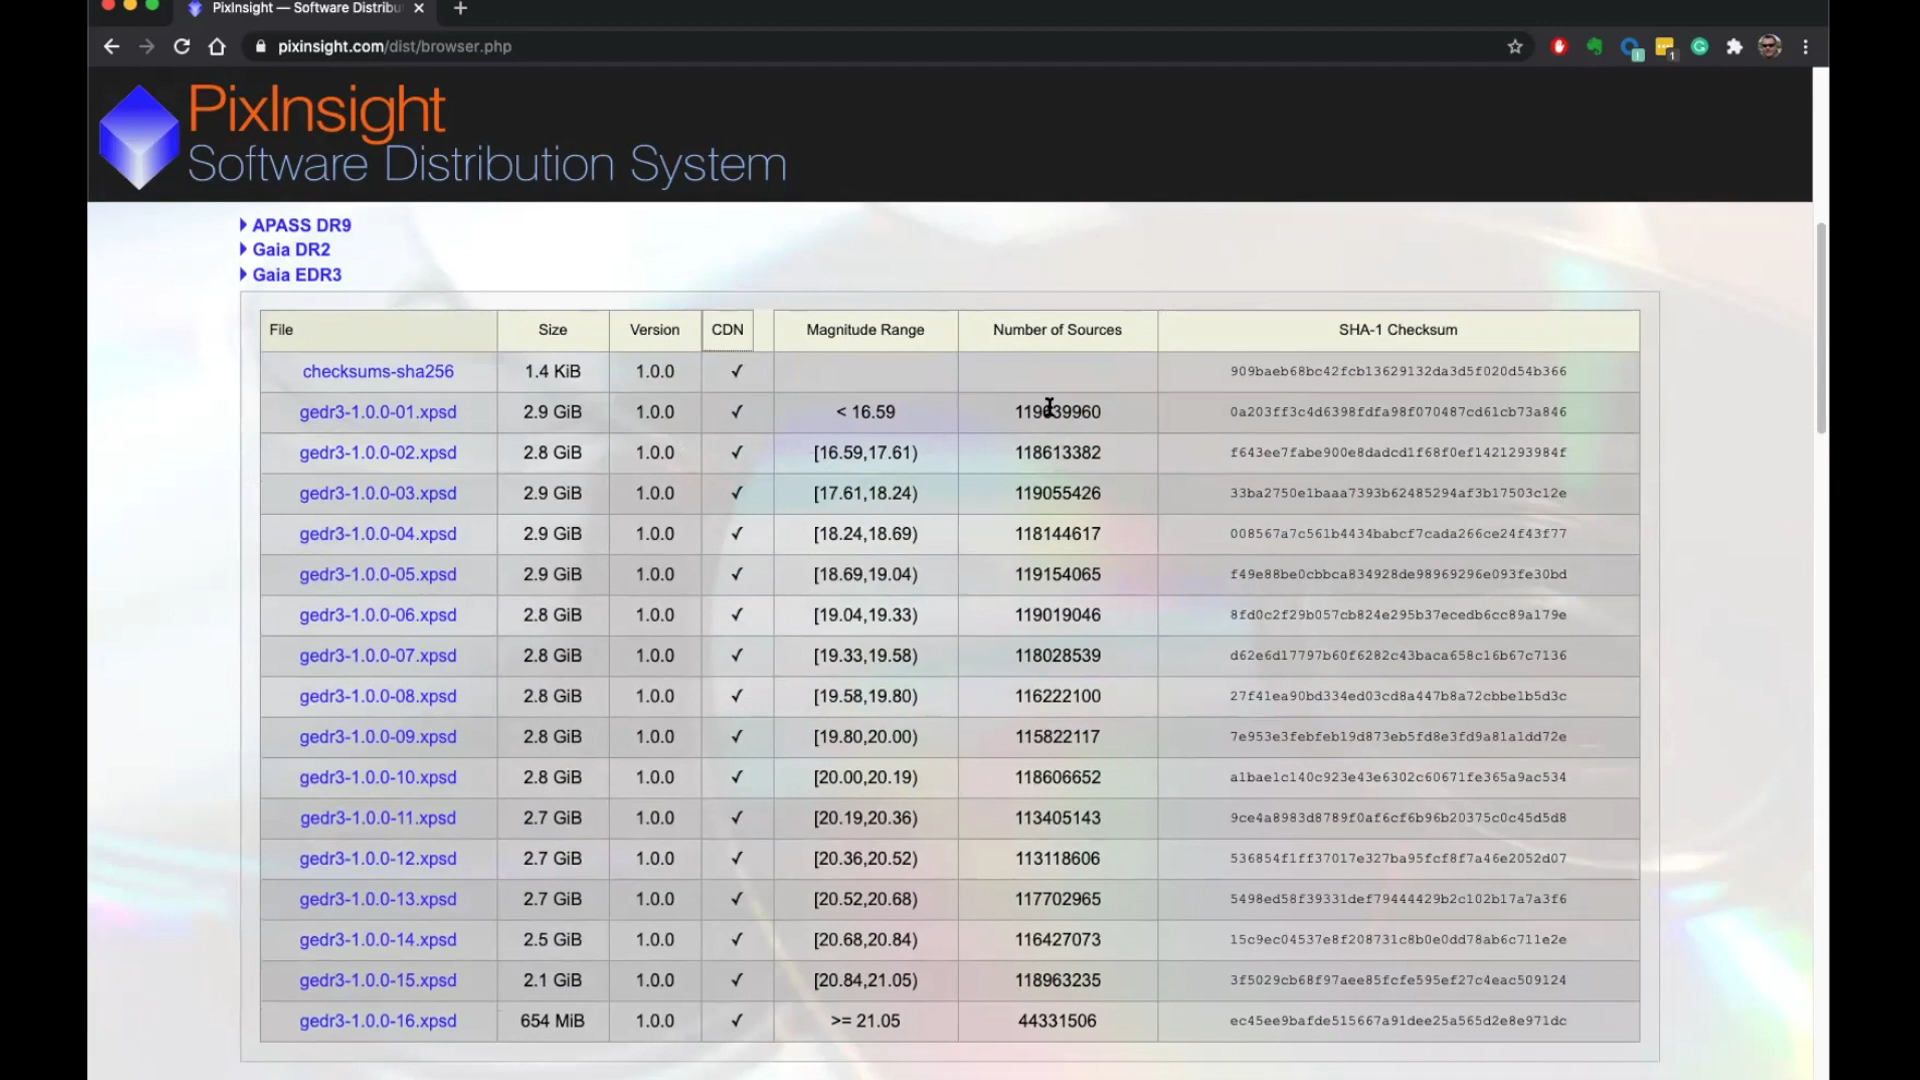 PixInsight — Software Distribu
pixinsight.com/dist/browser.php
PixInsight
Software Distribution System
APASS DR9
Gaia DR2
Gaia EDR3
File Size Version CDN Magnitude Range Number of Sources SHA-1 Checksum
checksums-sha256 1.4 KiB 1.0.0 ✓ 909baeb68bc42fcb13629132da3d5f020d54b366
gedr3-1.0.0-01.xpsd 2.9 GiB 1.0.0 ✓ < 16.59 119639960 0a203ff3c4d6398fdfa98f070487cd61cb73a846
gedr3-1.0.0-02.xpsd 2.8 GiB 1.0.0 ✓ [16.59,17.61) 118613382 f643ee7fabe900e8dadcd1f68f0ef1421293984f
gedr3-1.0.0-03.xpsd 2.9 GiB 1.0.0 ✓ [17.61,18.24) 119055426 33ba2750e1baaa7393b62485294af3b17503c12e
gedr3-1.0.0-04.xpsd 2.9 GiB 1.0.0 ✓ [18.24,18.69) 118144617 008567a7c561b4434babcf7cada266ce24f43f77
gedr3-1.0.0-05.xpsd 2.9 GiB 1.0.0 ✓ [18.69,19.04) 119154065 f49e88be0cbbca834928de98969296e093fe30bd
gedr3-1.0.0-06.xpsd 2.8 GiB 1.0.0 ✓ [19.04,19.33) 119019046 8fd0c2f29b057cb824e295b37ecedb6cc89a179e
gedr3-1.0.0-07.xpsd 2.8 GiB 1.0.0 ✓ [19.33,19.58) 118028539 d62e6d17797b60f6282c43baca658c16b67c7136
gedr3-1.0.0-08.xpsd 2.8 GiB 1.0.0 ✓ [19.58,19.80) 116222100 27f41ea90bd334ed03cd8a447b8a72cbbe1b5d3c
gedr3-1.0.0-09.xpsd 2.8 GiB 1.0.0 ✓ [19.80,20.00) 115822117 7e953e3febfeb19d873eb5fd8e3fd9a81a1dd72e
gedr3-1.0.0-10.xpsd 2.8 GiB 1.0.0 ✓ [20.00,20.19) 118606652 a1bae1c140c923e43e6302c60671fe365a9ac534
gedr3-1.0.0-11.xpsd 2.7 GiB 1.0.0 ✓ [20.19,20.36) 113405143 9ce4a8983d8789f0af6cf6b96b20375c0c45d5d8
gedr3-1.0.0-12.xpsd 2.7 GiB 1.0.0 ✓ [20.36,20.52) 113118606 536854f1ff37017e327ba95fcf8f7a46e2052d07
gedr3-1.0.0-13.xpsd 2.7 GiB 1.0.0 ✓ [20.52,20.68) 117702965 5498ed58f39331def79444429b2c102b17a7a3f6
gedr3-1.0.0-14.xpsd 2.5 GiB 1.0.0 ✓ [20.68,20.84) 116427073 15c9ec04537e8f208731c8b0e0dd78ab6c711e2e
gedr3-1.0.0-15.xpsd 2.1 GiB 1.0.0 ✓ [20.84,21.05) 118963235 3f5029cb68f97aee85fcfe595ef27c4eac509124
gedr3-1.0.0-16.xpsd 654 MiB 1.0.0 ✓ >= 21.05 44331506 ec45ee9bafde515667a91dee25a565d2e8e971dc